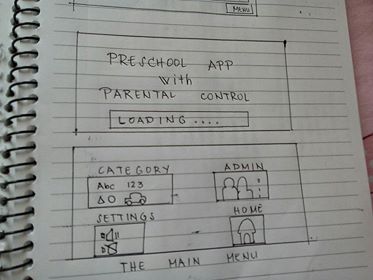 MENU
PRESCHOOL APP
with
PARENTAL CONTROL
LOADING ....
CATEGORY ADMIN
Abc 123
SETTINGS HOME
THE MAIN MENU